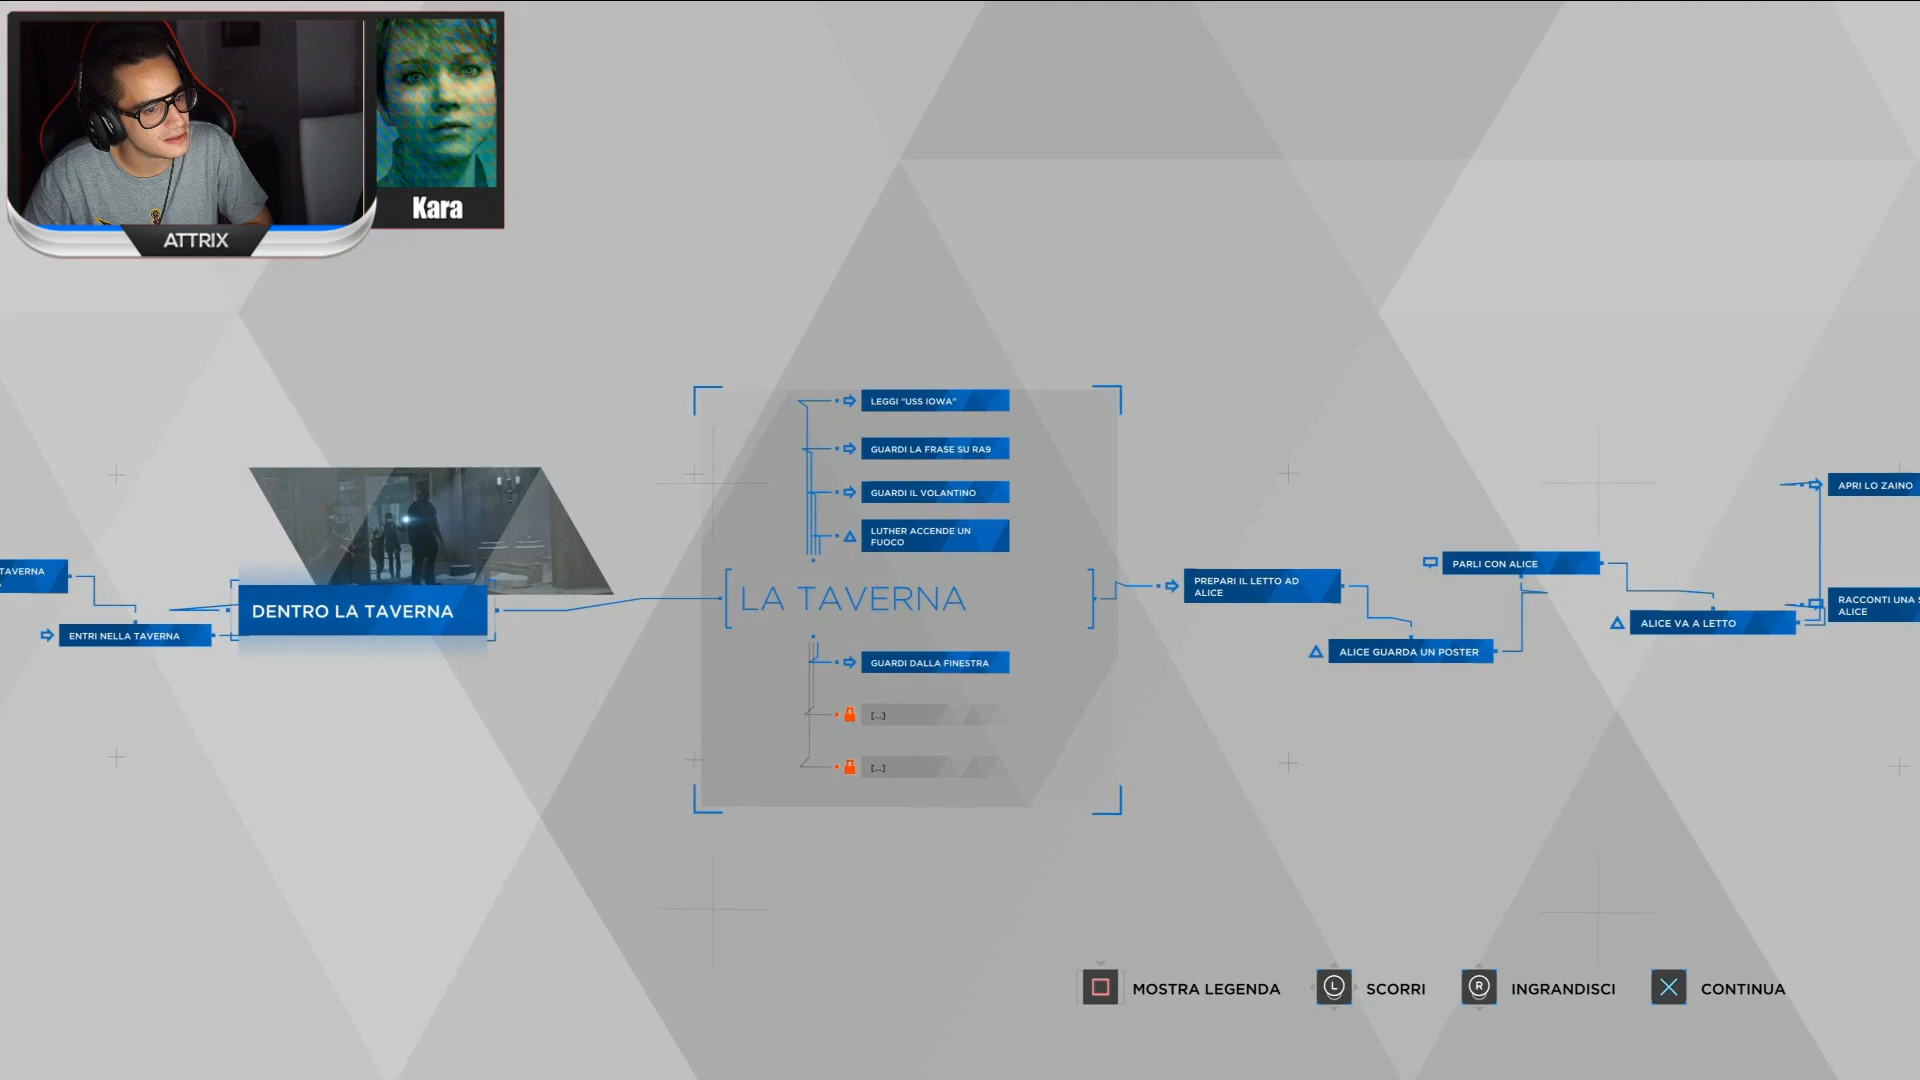 Kara
ATTRIX
LEGGI "USS IOWA"
GUARDI LA FRASE SU RA9
GUARDI IL VOLANTINO
LUTHER ACCENDE UN
FUOCO
LA TAVERNA
GUARDI DALLA FINESTRA
[...]
[...]
TAVERNA
ENTRI NELLA TAVERNA
DENTRO LA TAVERNA
PREPARI IL LETTO AD
ALICE
ALICE GUARDA UN POSTER
PARLI CON ALICE
ALICE VA A LETTO
APRI LO ZAINO
RACCONTI UNA
ALICE
MOSTRA LEGENDA
L
SCORRI
R
INGRANDISCI
CONTINUA